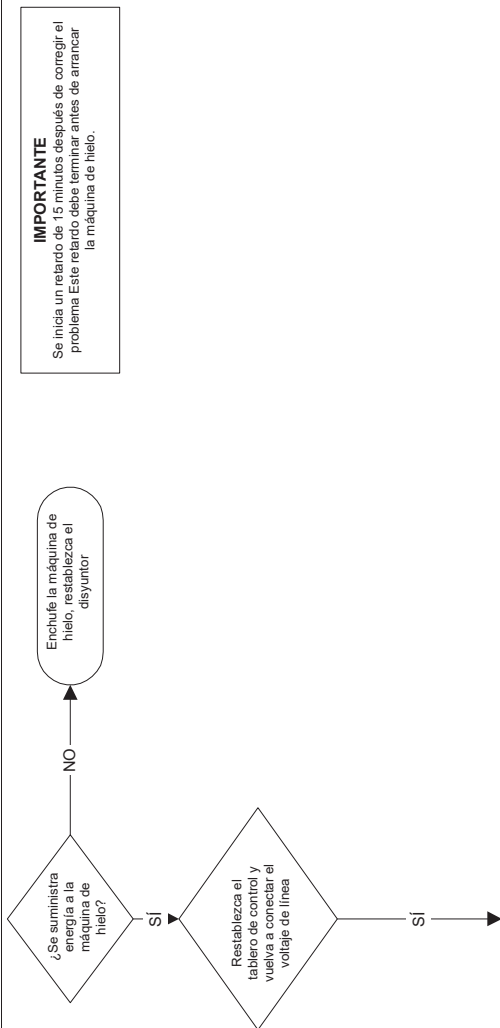 IMPORTANTE
Se inicia un retardo de 15 minutos después de corregir el
problema Este retardo debe terminar antes de arrancar
la máquina de hielo.
¿Se suministra
energía a la
máquina de
hielo?
NO
Enchufe la máquina de
hielo, restablezca el
disyuntor
SÍ
Restablezca el
tablero de control y
vuelva a conectar el
voltaje de línea
SÍ